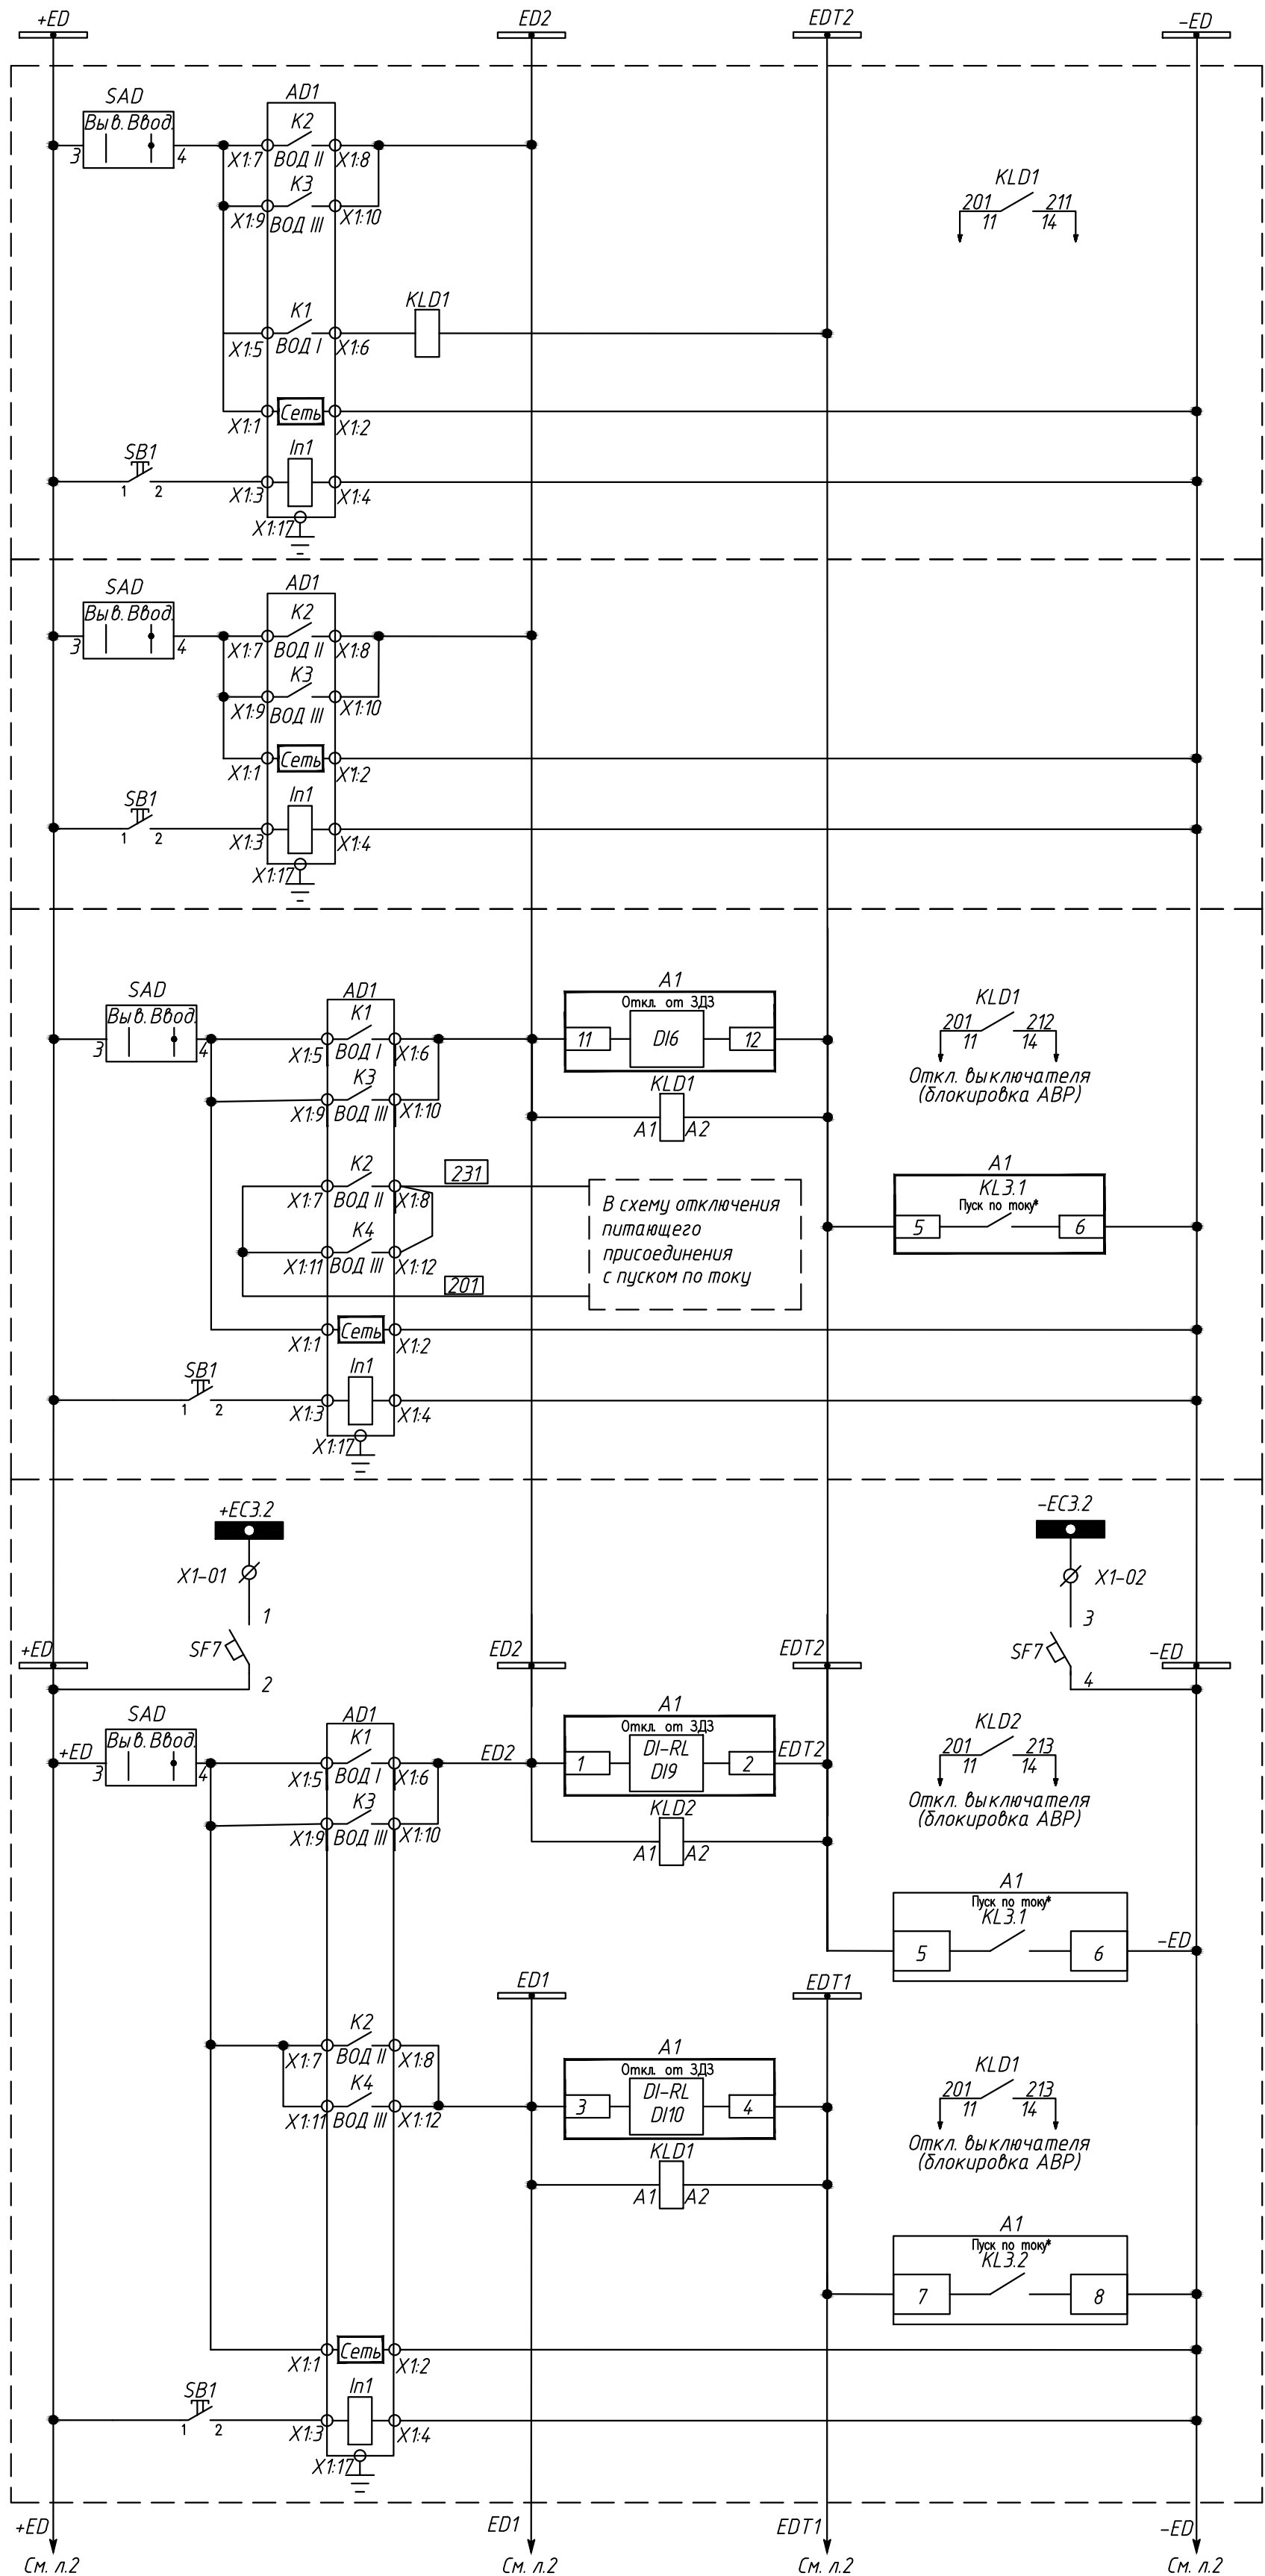 +ED
ED2
EDT2
-ED
SAD
Выв. Ввод.
3
4
AD1
K2
X1:7
ВОД II
X1:8
K3
X1:9
ВОД III
X1:10
KLD1
201
211
11
14
K1
X1:5
ВОД I
X1:6
KLD1
X1:1
Сеть
X1:2
SB1
1
2
In1
X1:3
X1:4
X1:17
SAD
Выв. Ввод.
3
4
AD1
K2
X1:7
ВОД II
X1:8
K3
X1:9
ВОД III
X1:10
X1:1
Сеть
X1:2
SB1
1
2
In1
X1:3
X1:4
X1:17
SAD
Выв. Ввод.
3
4
AD1
K1
X1:5
ВОД I
X1:6
K3
X1:9
ВОД III
X1:10
A1
Откл. от ЗДЗ
11
DI6
12
KLD1
A1
A2
KLD1
201
212
11
14
Откл. выключателя
(блокировка АВР)
K2
X1:7
ВОД II
X1:8
231
K4
X1:11
ВОД III
X1:12
201
В схему отключения
питающего
присоединения
с пуском по току
A1
KL3.1
Пуск по току*
5
6
X1:1
Сеть
X1:2
SB1
1
2
In1
X1:3
X1:4
X1:17
+EC3.2
X1-01
1
SF7
2
-EC3.2
X1-02
3
SF7
4
+ED
ED2
EDT2
-ED
SAD
+ED
Выв. Ввод.
3
4
AD1
K1
X1:5
ВОД I
X1:6
K3
X1:9
ВОД III
X1:10
ED2
A1
Откл. от ЗДЗ
1
DI-RL
DI9
2
EDT2
KLD2
A1
A2
KLD2
201
213
11
14
Откл. выключателя
(блокировка АВР)
A1
Пуск по току*
KL3.1
5
6
-ED
ED1
EDT1
K2
X1:7
ВОД II
X1:8
K4
X1:11
ВОД III
X1:12
A1
Откл. от ЗДЗ
3
DI-RL
DI10
4
KLD1
A1
A2
KLD1
201
213
11
14
Откл. выключателя
(блокировка АВР)
A1
Пуск по току*
KL3.2
7
8
X1:1
Сеть
X1:2
SB1
1
2
In1
X1:3
X1:4
X1:17
+ED
ED1
EDT1
-ED
См. л.2
См. л.2
См. л.2
См. л.2